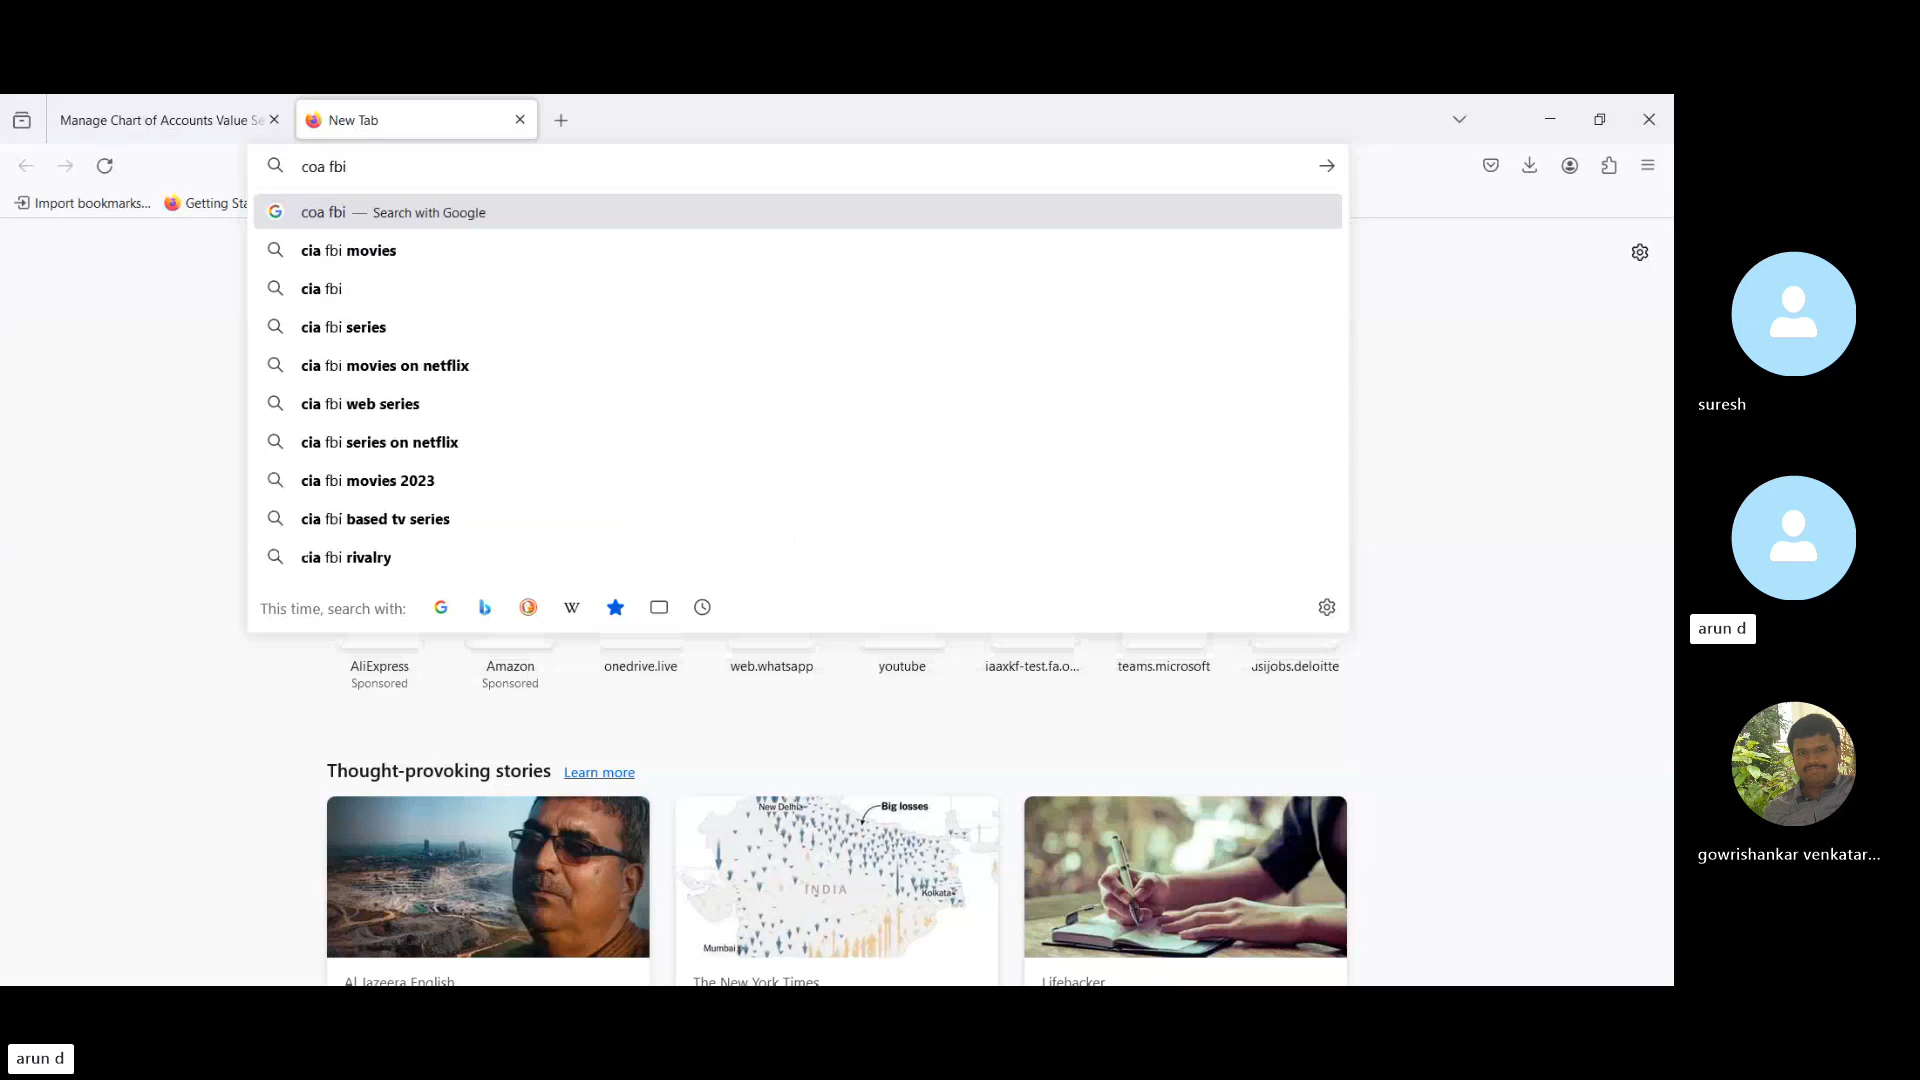 Manage Chart of Accounts Value Se
New Tab
coa fbi
Import bookmarks...
Getting Sta
coa fbi — Search with Google
cia fbi movies
cia fbi
cia fbi series
cia fbi movies on netflix
cia fbi web series
cia fbi series on netflix
cia fbi movies 2023
cia fbi based tv series
cia fbi rivalry
This time, search with:
AliExpress
Sponsored
Amazon
Sponsored
onedrive.live
web.whatsapp
youtube
iaaxkf-test.fa.o...
teams.microsoft
usijobs.deloitte
Thought-provoking stories
Learn more
New Delhi
Big losses
INDIA
Kolkata
Mumbai
Al Jazeera English
The New York Times
Lifehacker
suresh
arun d
gowrishankar venkatar...
arun d